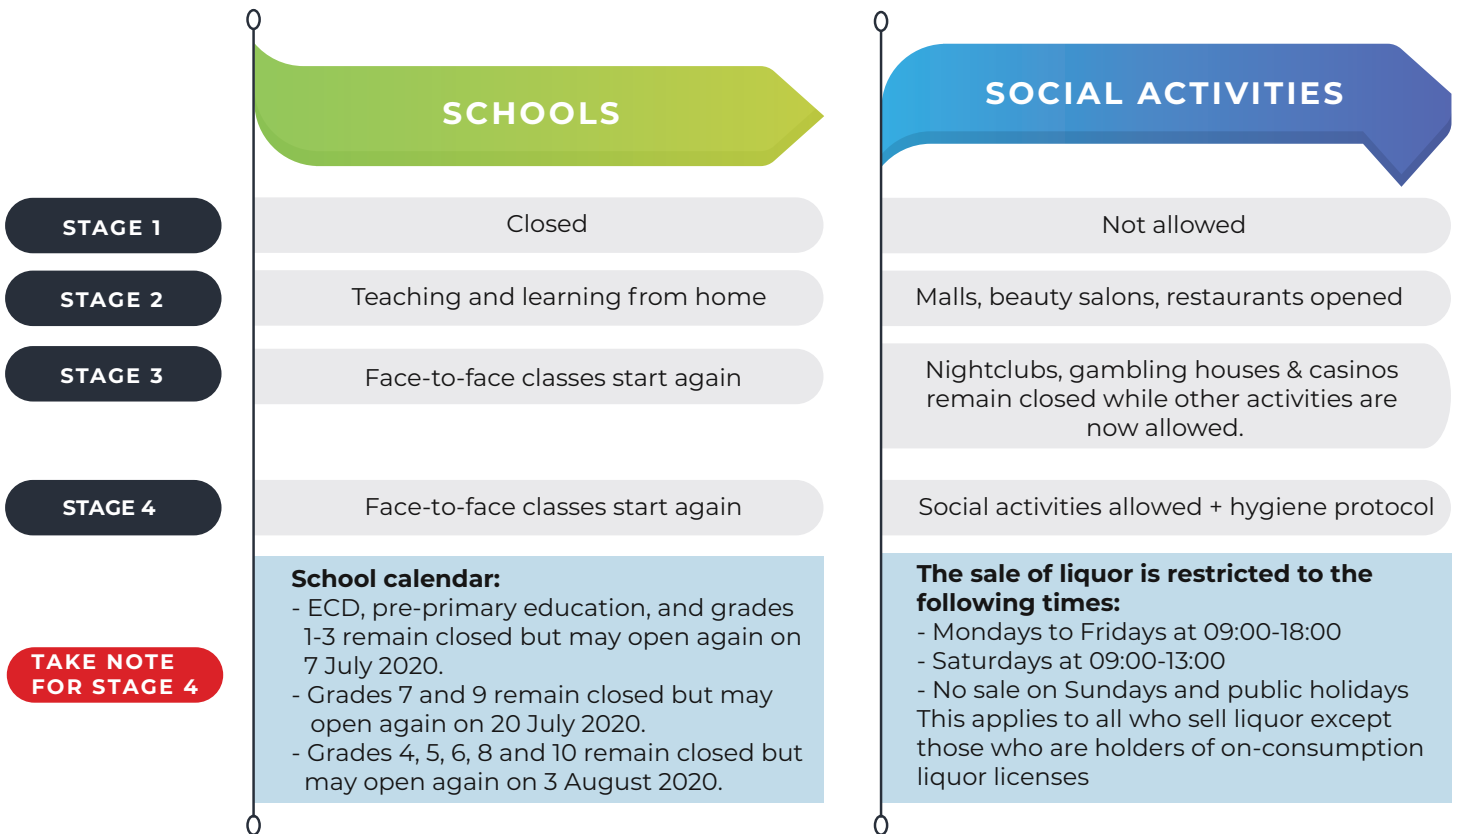 SCHOOLS
SOCIAL ACTIVITIES
STAGE 1
Closed
Not allowed
STAGE 2
Teaching and learning from home
Malls, beauty salons, restaurants opened
STAGE 3
Face-to-face classes start again
Nightclubs, gambling houses & casinos
remain closed while other activities are
now allowed.
STAGE 4
Face-to-face classes start again
Social activities allowed + hygiene protocol
TAKE NOTE
FOR STAGE 4
School calendar:
- ECD, pre-primary education, and grades
1-3 remain closed but may open again on
7 July 2020.
- Grades 7 and 9 remain closed but may
open again on 20 July 2020.
- Grades 4, 5, 6, 8 and 10 remain closed but
may open again on 3 August 2020.
The sale of liquor is restricted to the
following times:
- Mondays to Fridays at 09:00-18:00
- Saturdays at 09:00-13:00
- No sale on Sundays and public holidays
This applies to all who sell liquor except
those who are holders of on-consumption
liquor licenses